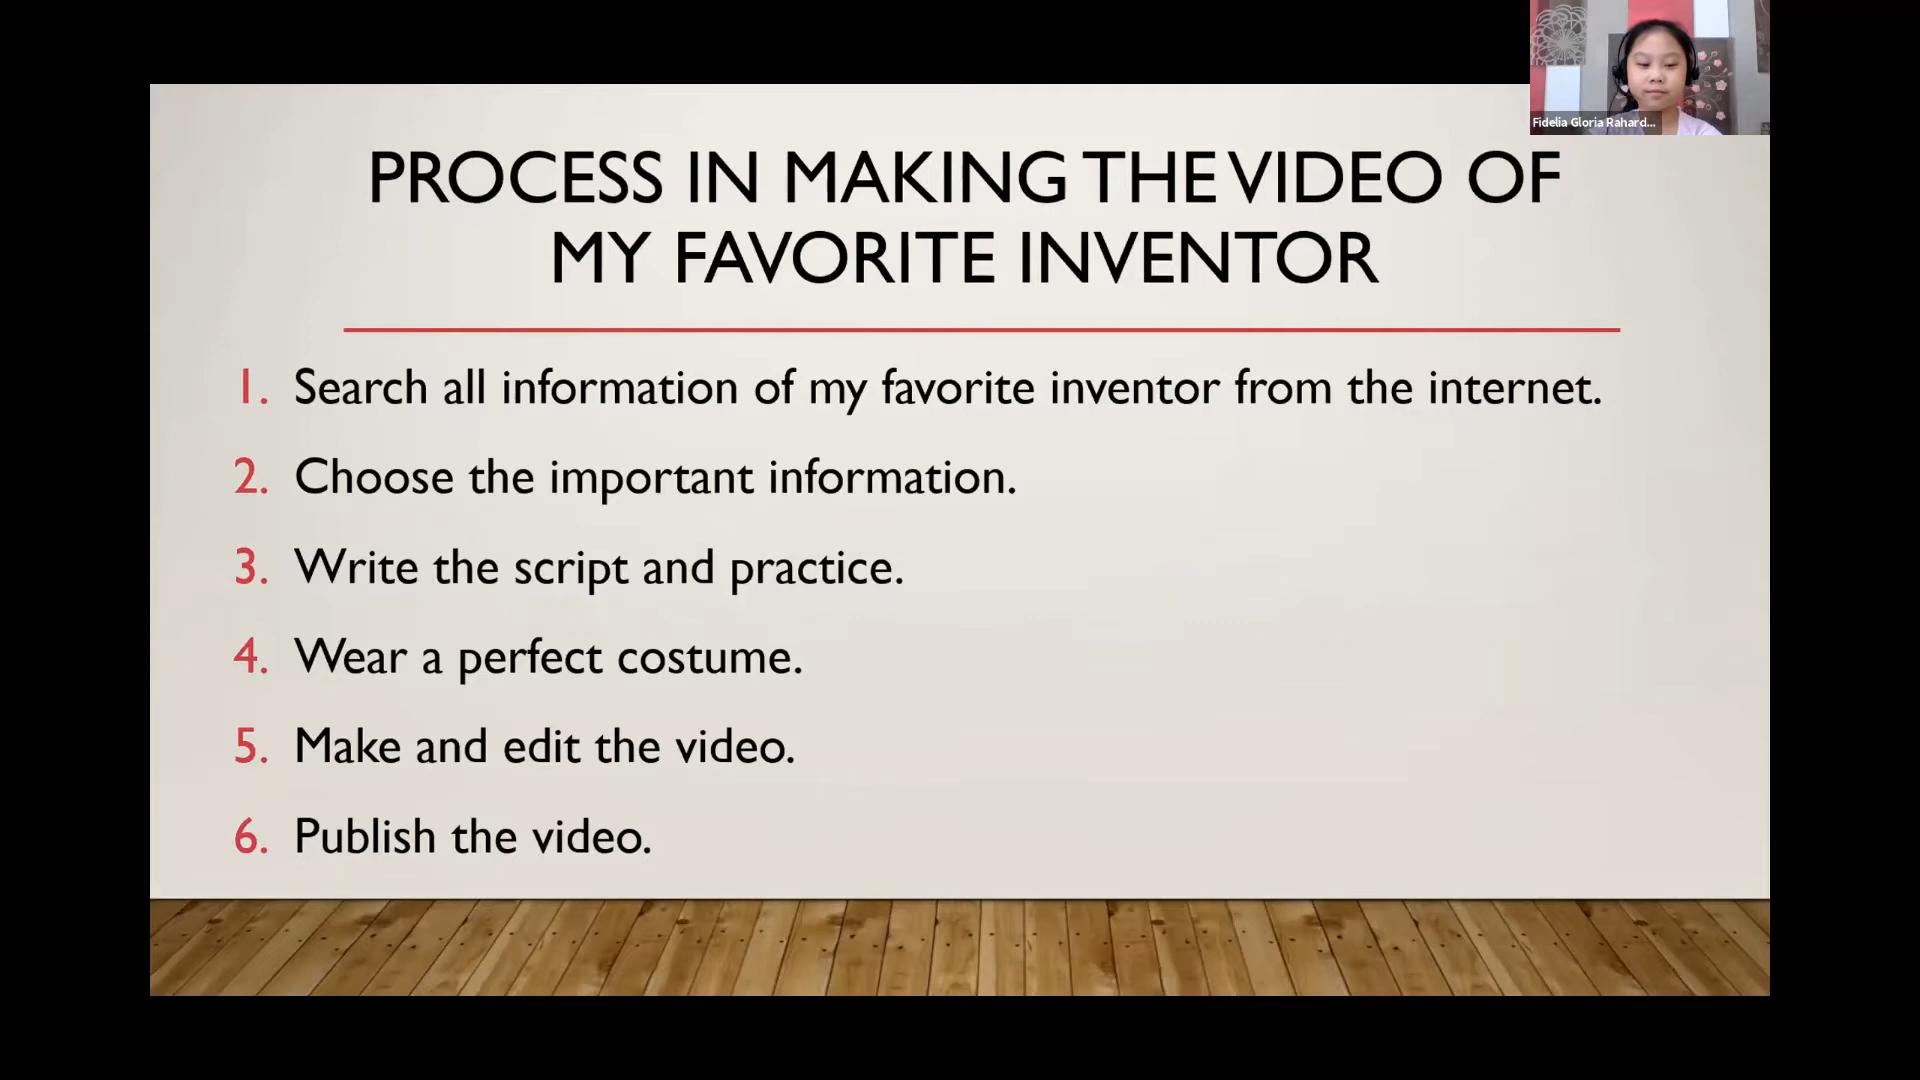 Fidelia Gloria Rahard...
PROCESS IN MAKING THE VIDEO OF
MY FAVORITE INVENTOR
1. Search all information of my favorite inventor from the internet.
2. Choose the important information.
3. Write the script and practice.
4. Wear a perfect costume.
5. Make and edit the video.
6. Publish the video.